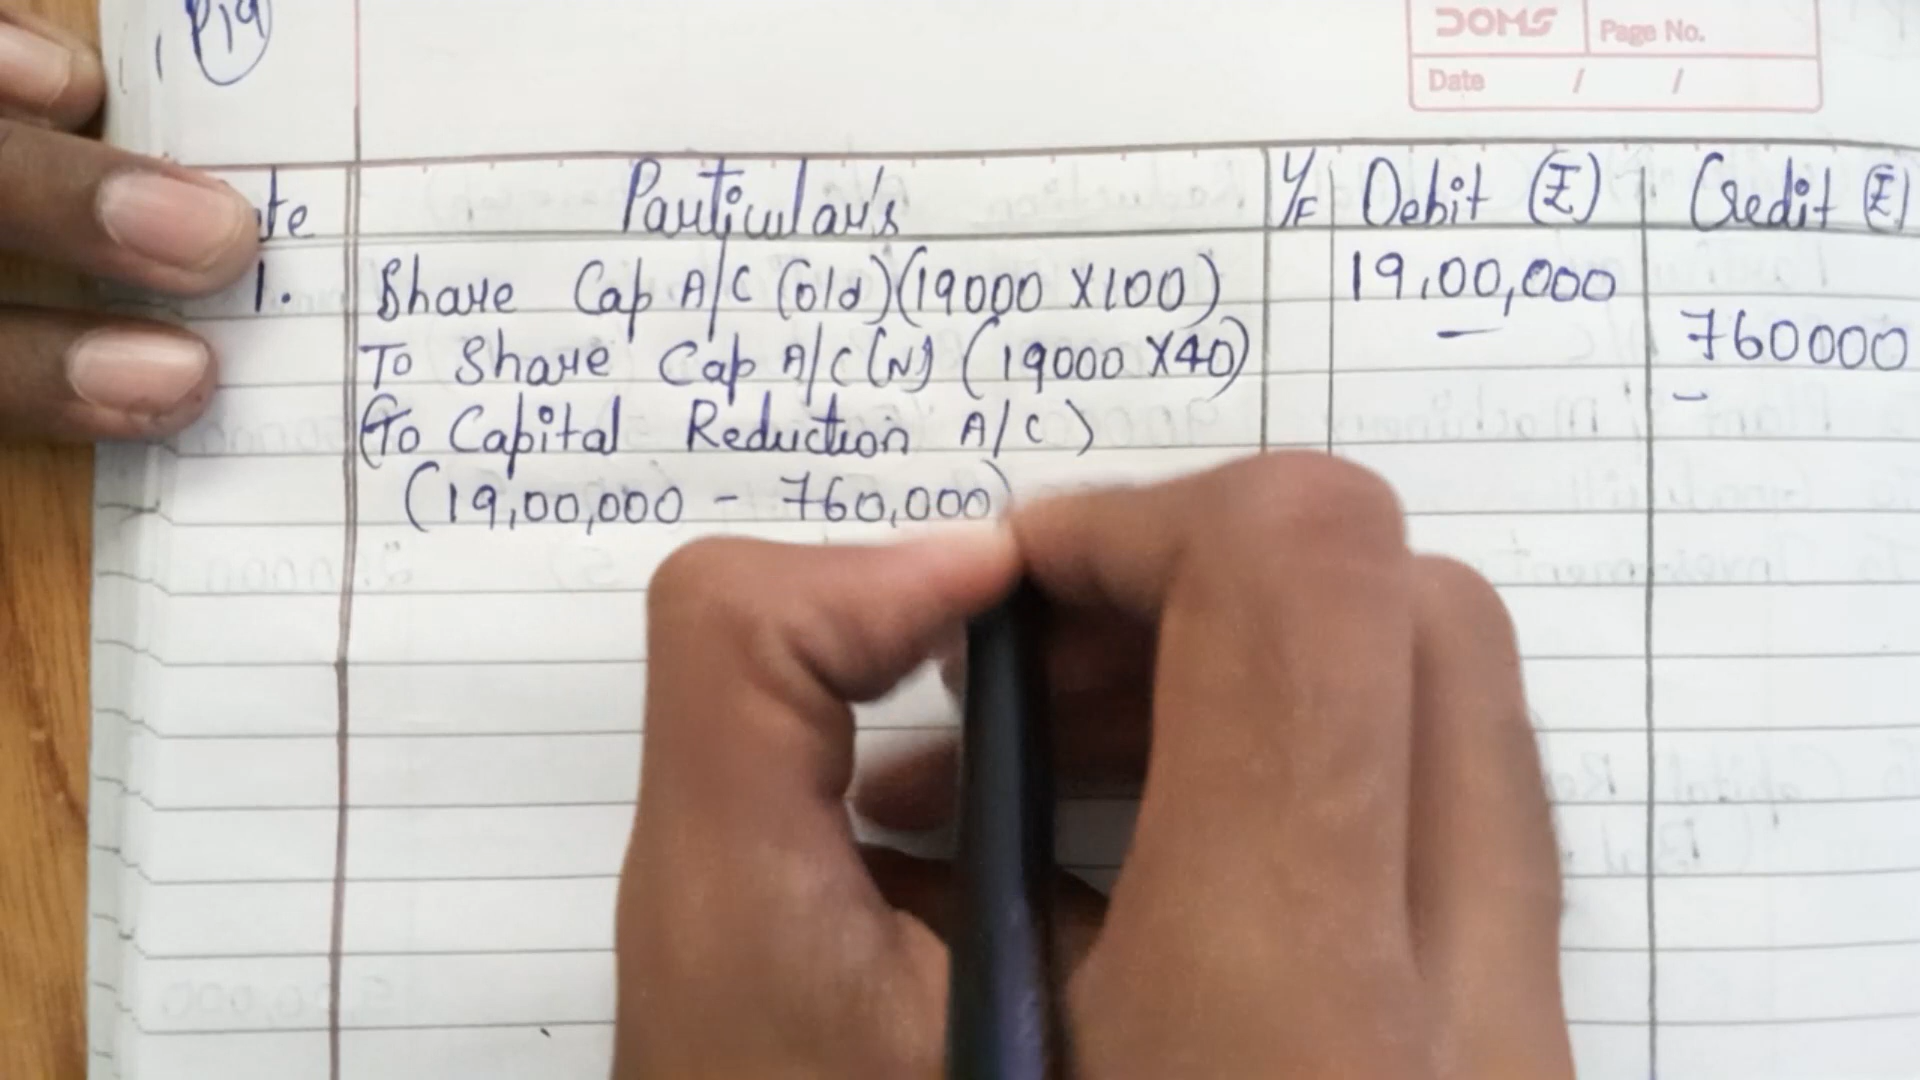 P19
DOMS Page No.
Date / /
te Particulars Y/F Debit (₹) Credit (₹)
1. Share Cap A/C (old)(19000 X100) 19,00,000
To Share Cap A/C (N) (19000 X40) 760000
(To Capital Reduction A/C)
(19,00,000 - 760,000)